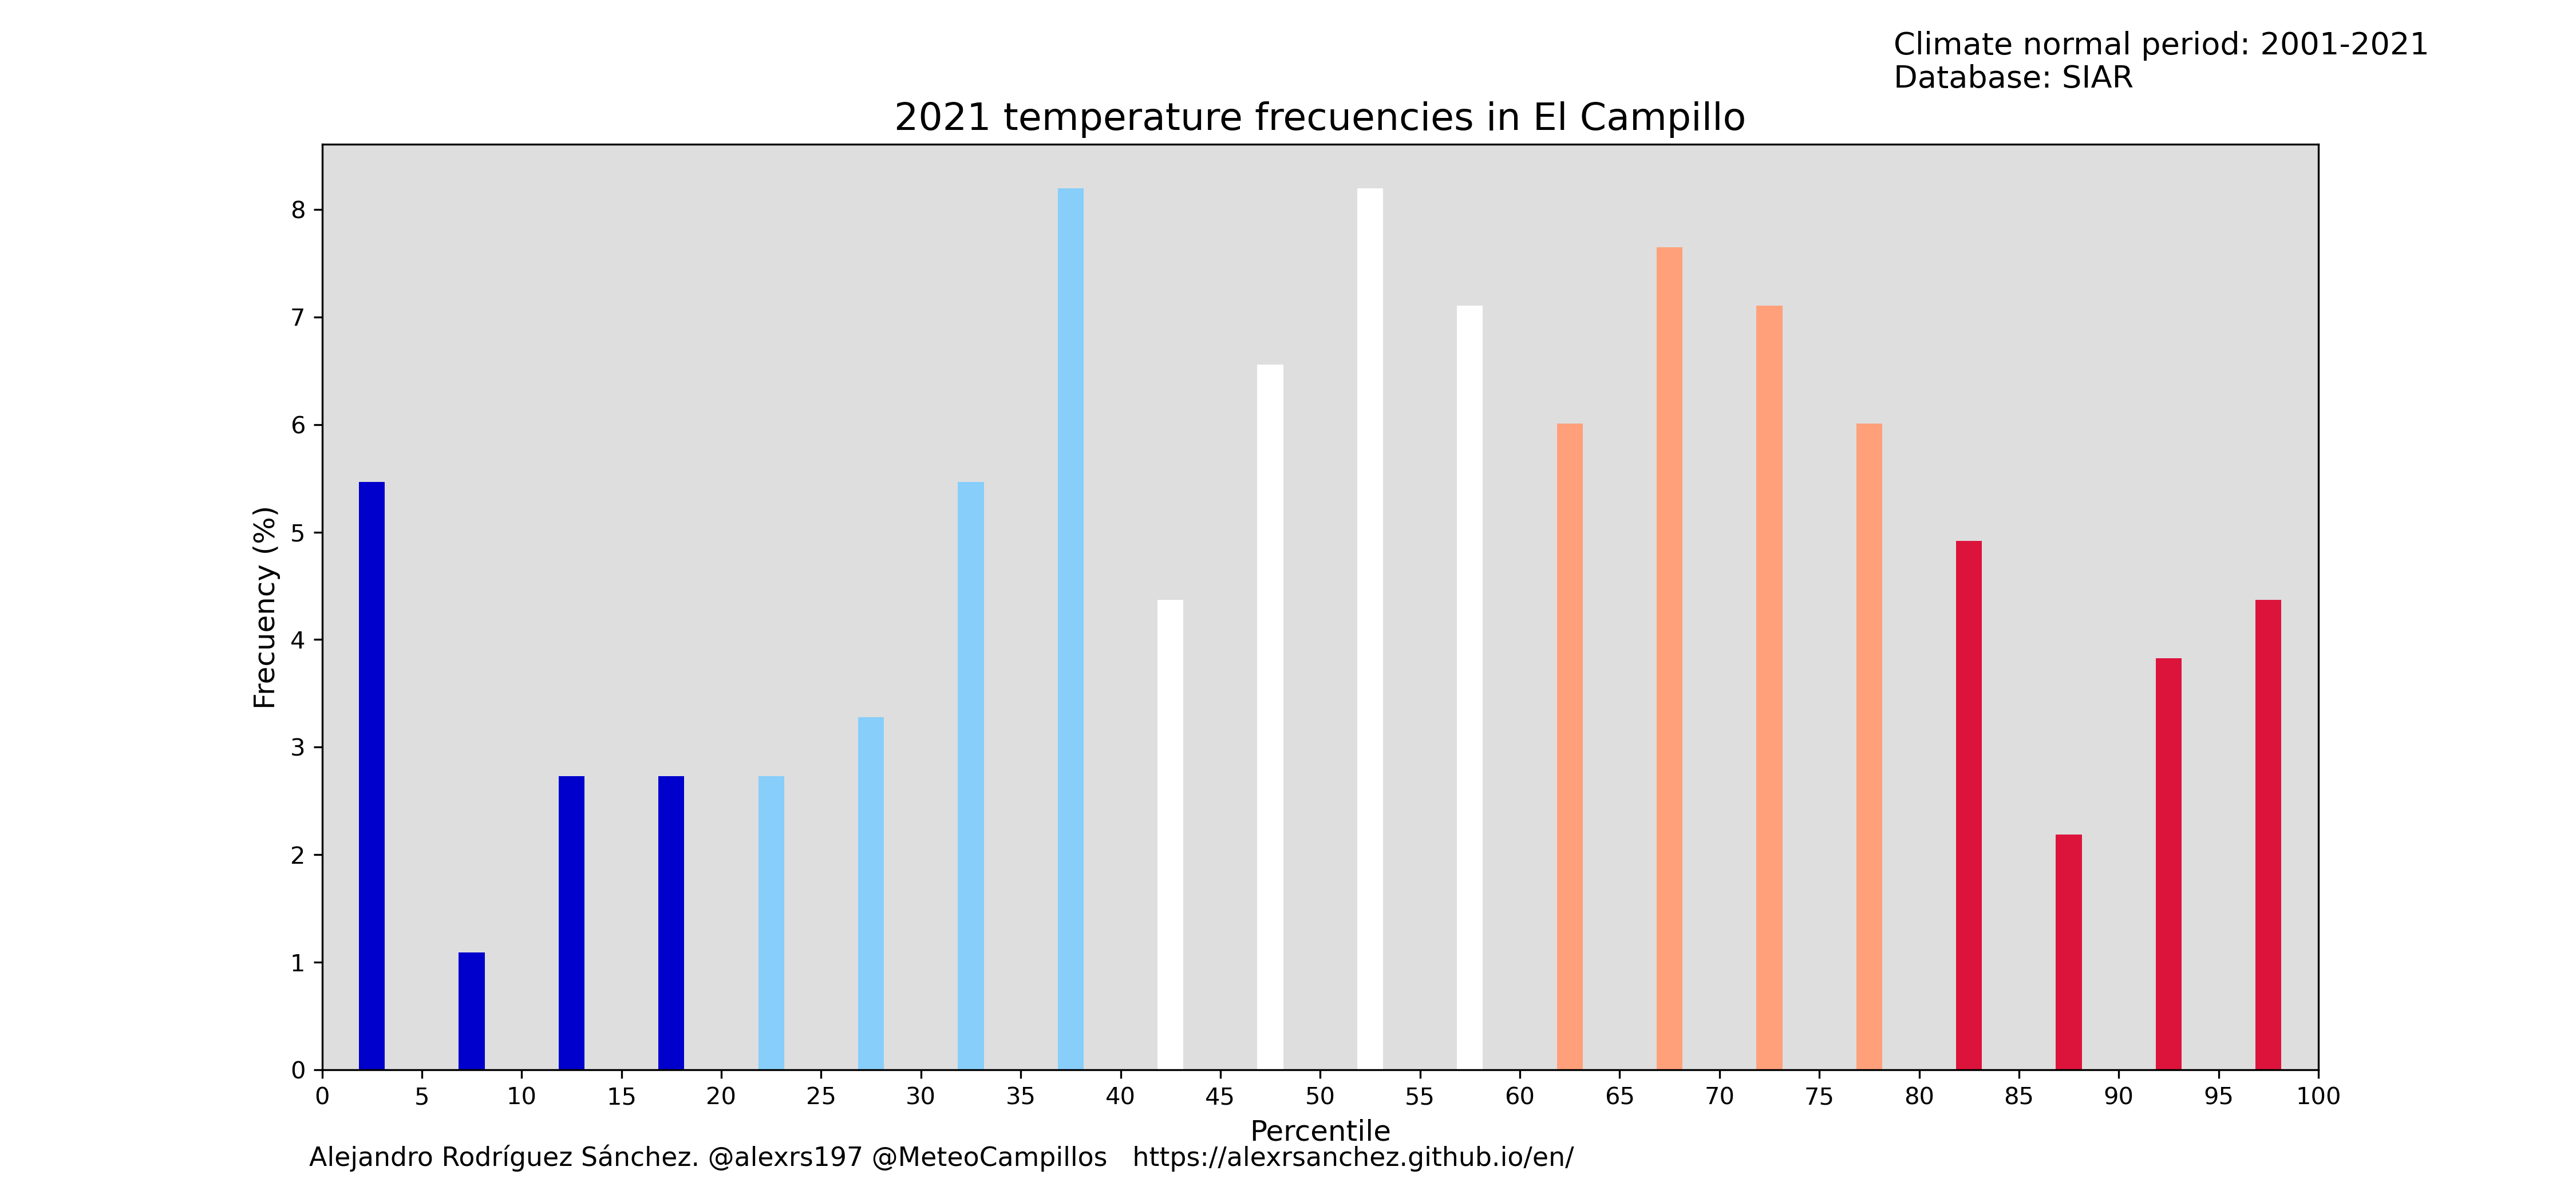 Climate normal period: 2001-2021
Database: SIAR
2021 temperature frecuencies in El Campillo
Frecuency (%)
8
7
6
5
4
3
2
1
0
0 5 10 15 20 25 30 35 40 45 50 55 60 65 70 75 80 85 90 95 100
Percentile
Alejandro Rodríguez Sánchez. @alexrs197 @MeteoCampillos https://alexrsanchez.github.io/en/